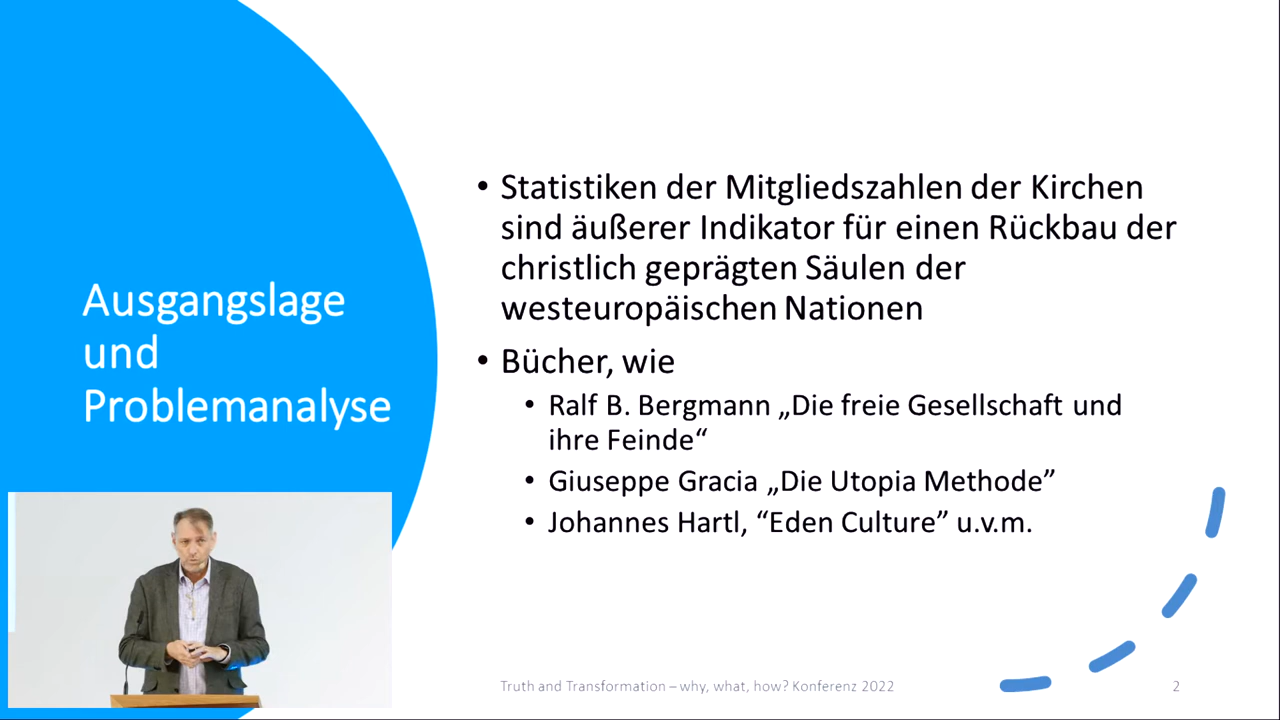 Ausgangslage
und
Problemanalyse
• Statistiken der Mitgliedszahlen der Kirchen
sind äußerer Indikator für einen Rückbau der
christlich geprägten Säulen der
westeuropäischen Nationen
• Bücher, wie
• Ralf B. Bergmann „Die freie Gesellschaft und
ihre Feinde“
• Giuseppe Gracia „Die Utopia Methode”
• Johannes Hartl, “Eden Culture” u.v.m.
Truth and Transformation – why, what, how? Konferenz 2022
2